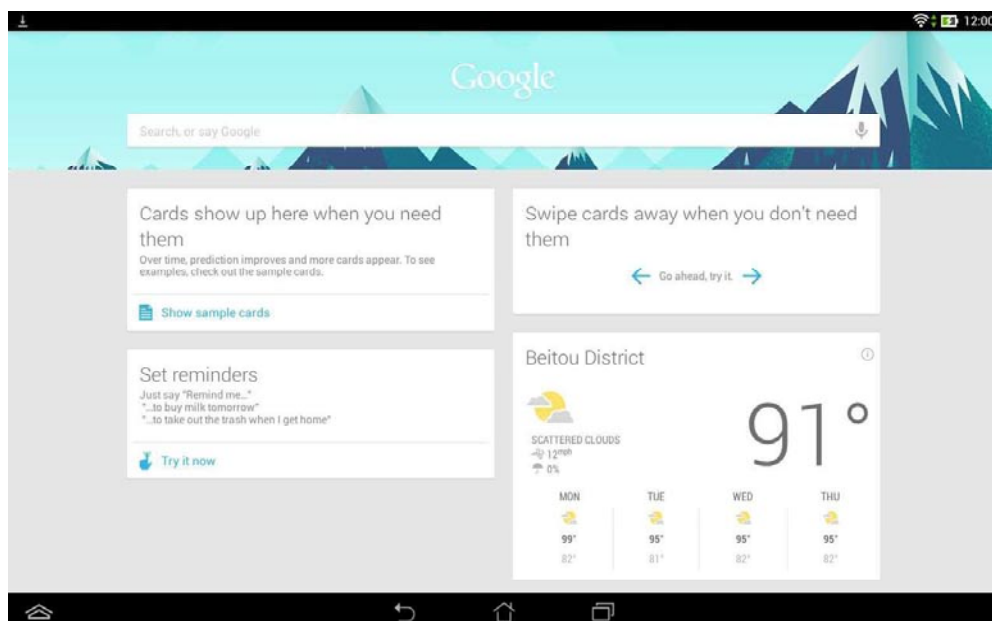 12:00
Google
Search, or say Google
Cards show up here when you need
them
Over time, prediction improves and more cards appear. To see
examples, check out the sample cards.
Show sample cards
Set reminders
Just say "Remind me..."
"...to buy milk tomorrow"
"...to take out the trash when I get home"
Try it now
Swipe cards away when you don't need
them
Go ahead, try it.
Beitou District
91°
SCATTERED CLOUDS
12mph
0%
MON TUE WED THU
99° 95° 95° 95°
82° 81° 82° 82°